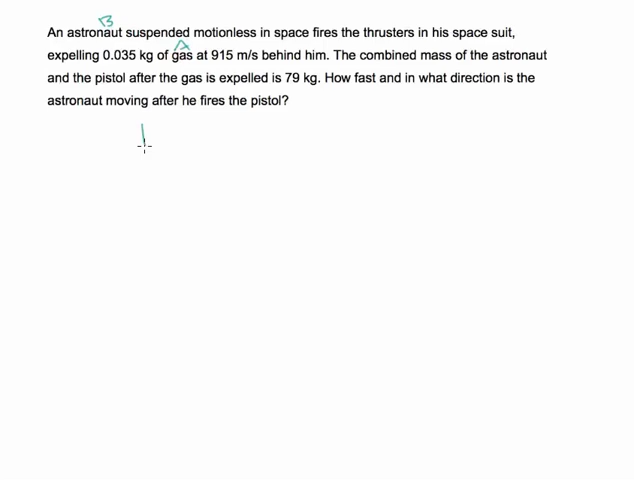 B
An astronaut suspended motionless in space fires the thrusters in his space suit,
A
expelling 0.035 kg of gas at 915 m/s behind him. The combined mass of the astronaut
and the pistol after the gas is expelled is 79 kg. How fast and in what direction is the
astronaut moving after he fires the pistol?